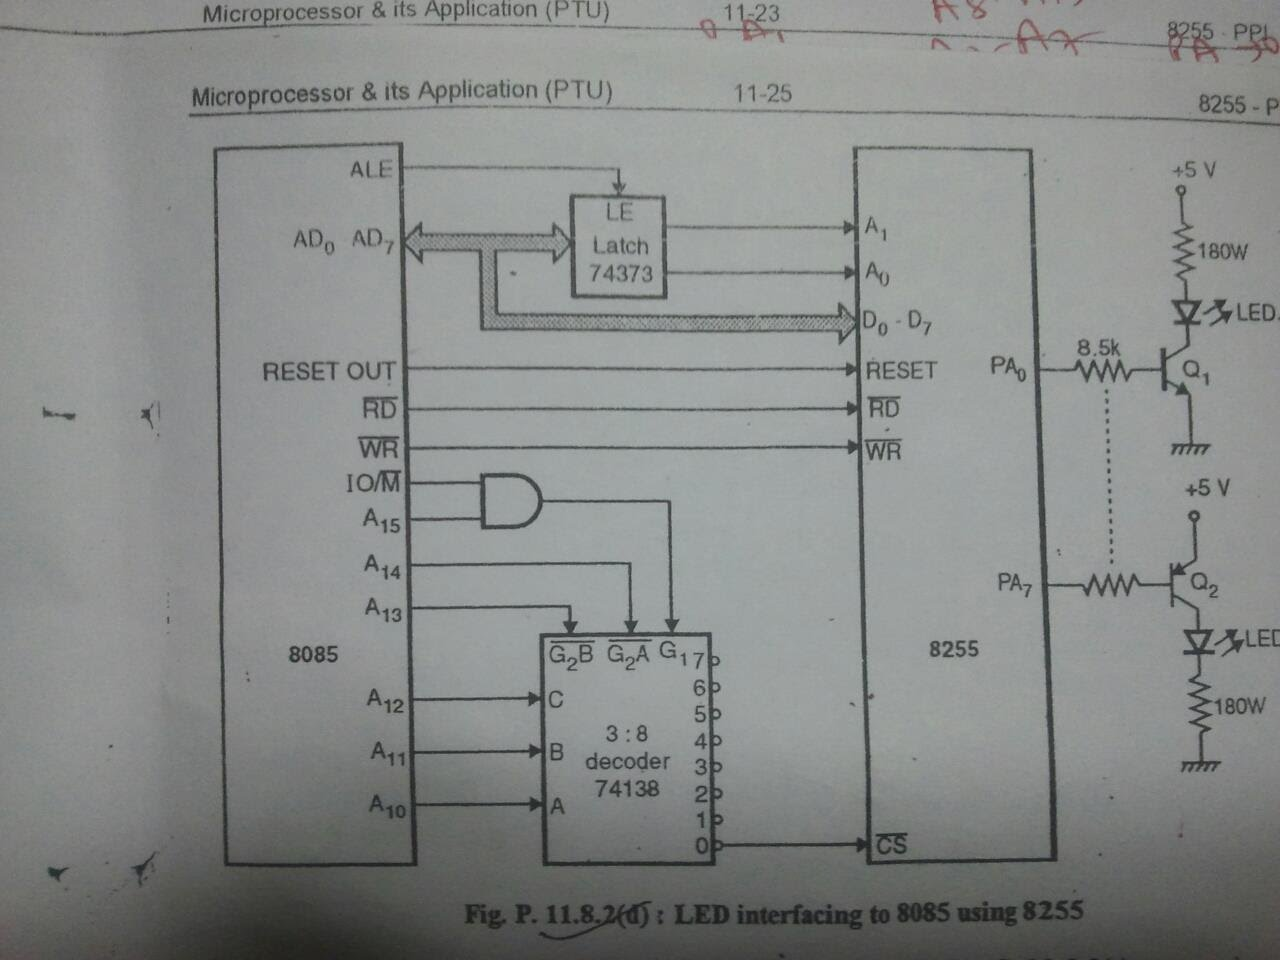 Microprocessor & its Application (PTU) 11-23
8255 - PPI
Microprocessor & its Application (PTU) 11-25 8255 - P
ALE
LE
Latch
74373
AD0 AD7
A1
A0
D0 - D7
RESET OUT
RESET
RD
RD
WR
WR
IO/M
A15
A14
A13
8085
G2B G2A G1 7
6
5
4
3
2
1
0
A12
C
A11
B
A10
A
3 : 8
decoder
74138
CS
8255
PA0
8.5k
Q1
+5 V
180W
LED
PA7
+5 V
Q2
LED
180W
Fig. P. 11.8.2(d) : LED interfacing to 8085 using 8255